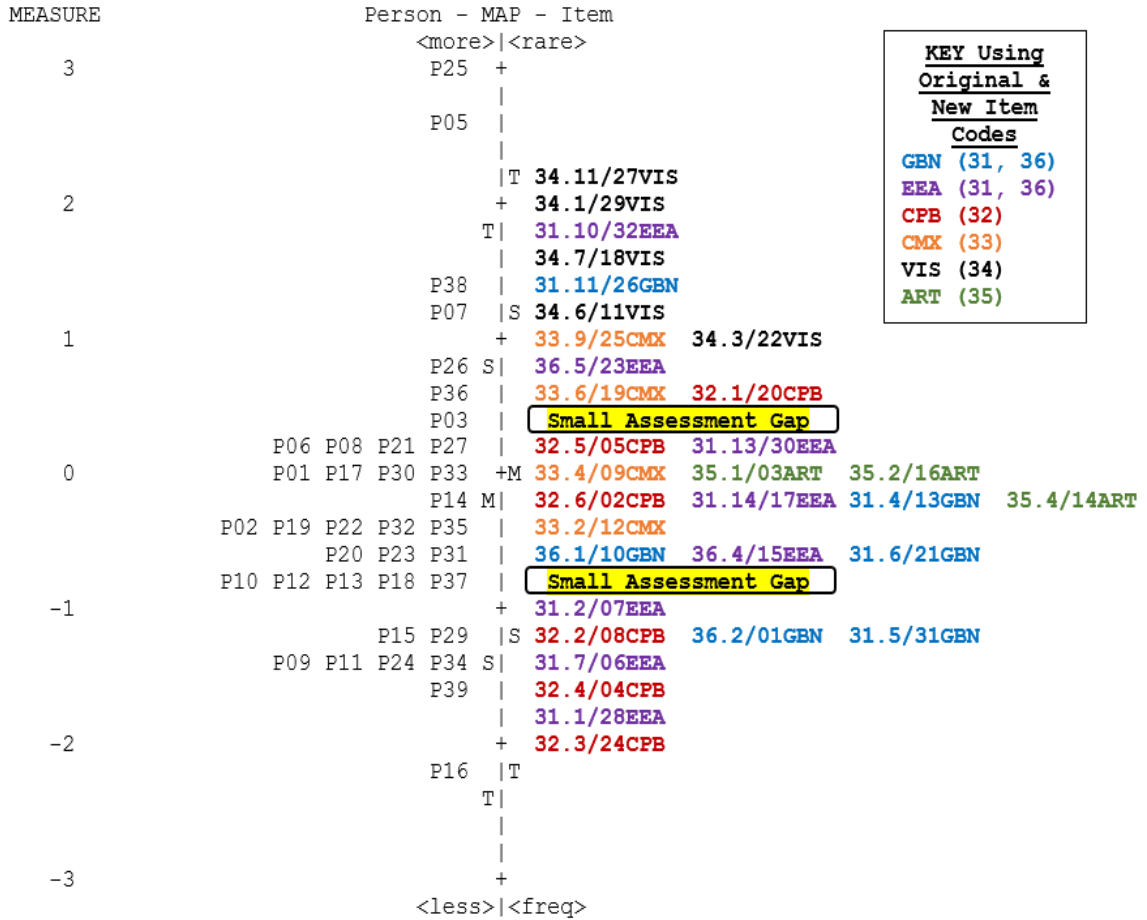 MEASURE Person – MAP – Item
<more>|<rare>
3 P25 +
|
P05 |
|
|T 34.11/27VIS
2 + 34.1/29VIS
T| 31.10/32EEA
| 34.7/18VIS
P38 | 31.11/26GBN
P07 |S 34.6/11VIS
1 + 33.9/25CMX 34.3/22VIS
P26 S| 36.5/23EEA
P36 | 33.6/19CMX 32.1/20CPB
P03 | Small Assessment Gap
P06 P08 P21 P27 | 32.5/05CPB 31.13/30EEA
0 P01 P17 P30 P33 +M 33.4/09CMX 35.1/03ART 35.2/16ART
P14 M| 32.6/02CPB 31.14/17EEA 31.4/13GBN 35.4/14ART
P02 P19 P22 P32 P35 | 33.2/12CMX
P20 P23 P31 | 36.1/10GBN 36.4/15EEA 31.6/21GBN
P10 P12 P13 P18 P37 | Small Assessment Gap
-1 + 31.2/07EEA
P15 P29 |S 32.2/08CPB 36.2/01GBN 31.5/31GBN
P09 P11 P24 P34 S| 31.7/06EEA
P39 | 32.4/04CPB
| 31.1/28EEA
-2 + 32.3/24CPB
P16 |T
T|
|
|
-3 +
<less>|<freq>
KEY Using
Original &
New Item
Codes
GBN (31, 36)
EEA (31, 36)
CPB (32)
CMX (33)
VIS (34)
ART (35)